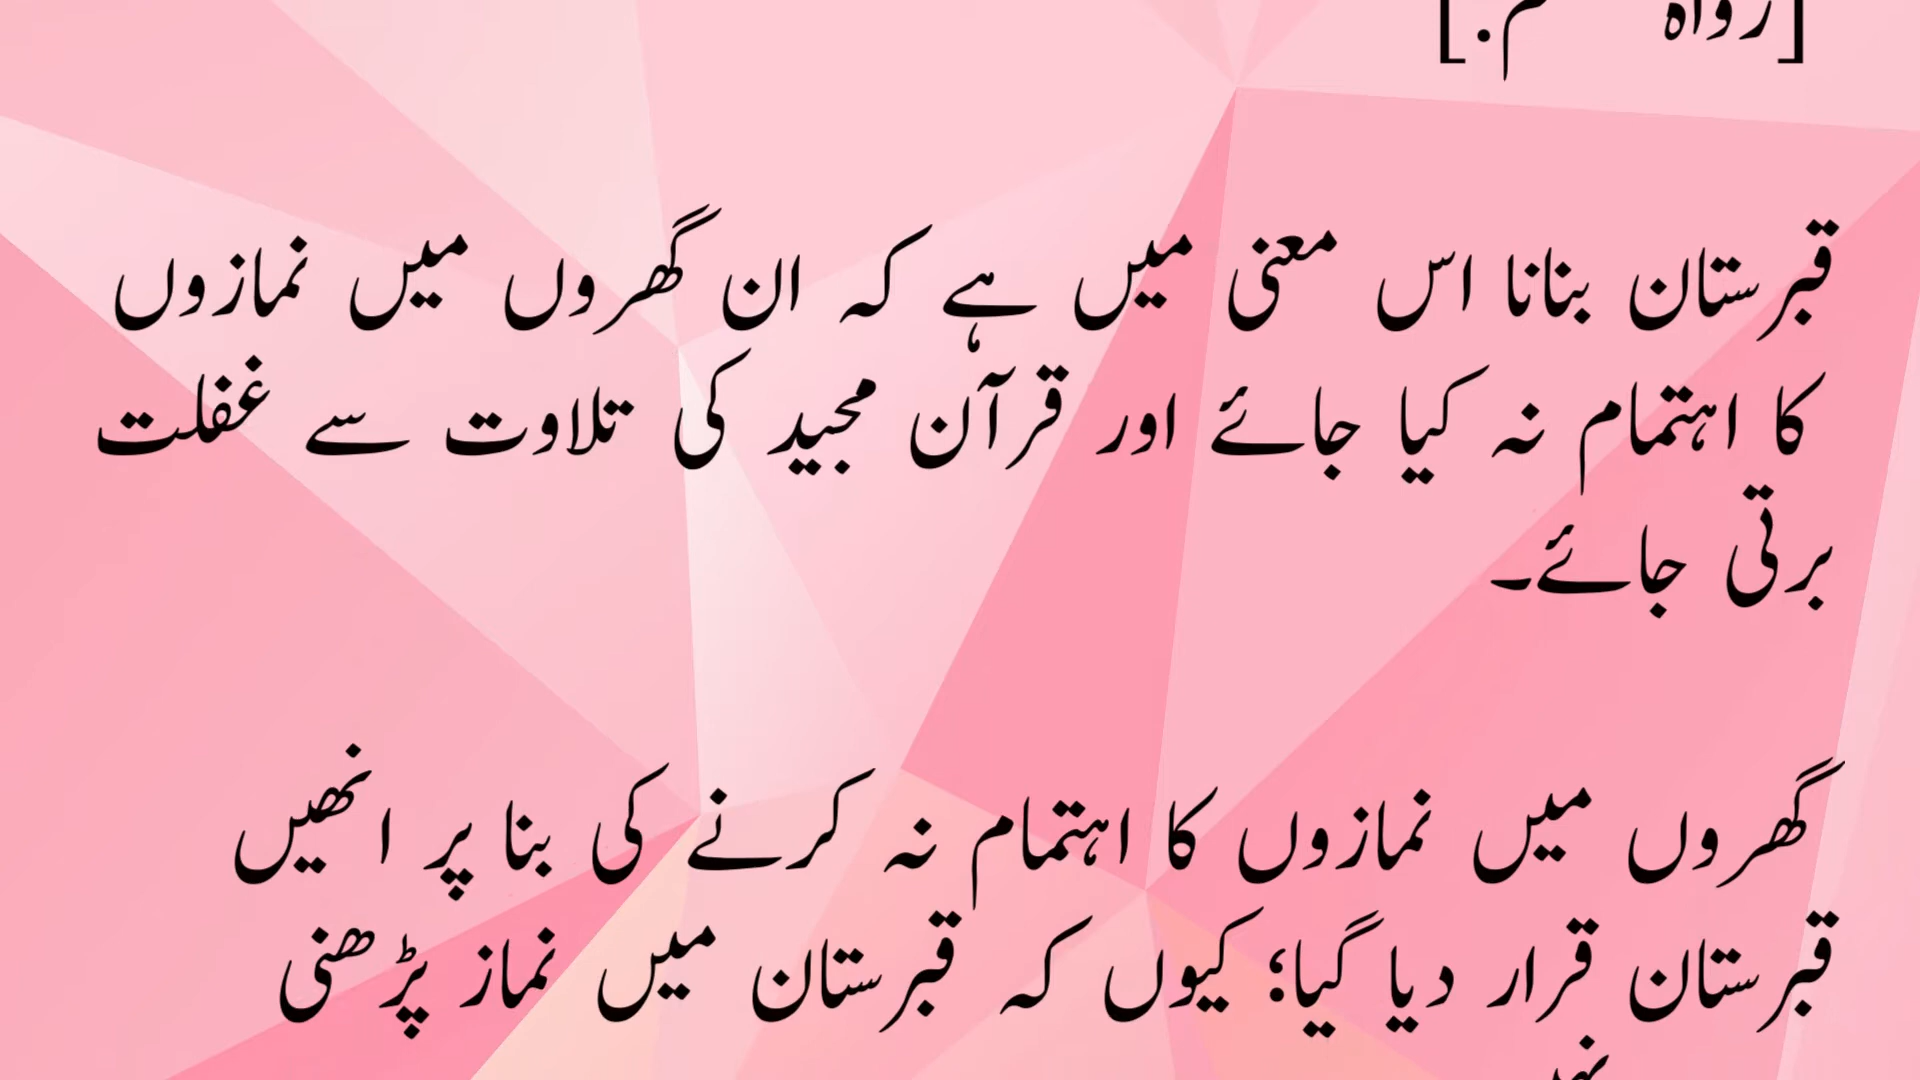 [رواہ
قبرستان بنانا اس معنی میں ہے کہ ان گھروں میں نمازوں
کا اہتمام نہ کیا جائے اور قرآن مجید کی تلاوت سے غفلت
برتی جائے۔
گھروں میں نمازوں کا اہتمام نہ کرنے کی بنا پر انھیں
قبرستان قرار دیا گیا؛ کیوں کہ قبرستان میں نماز پڑھنی